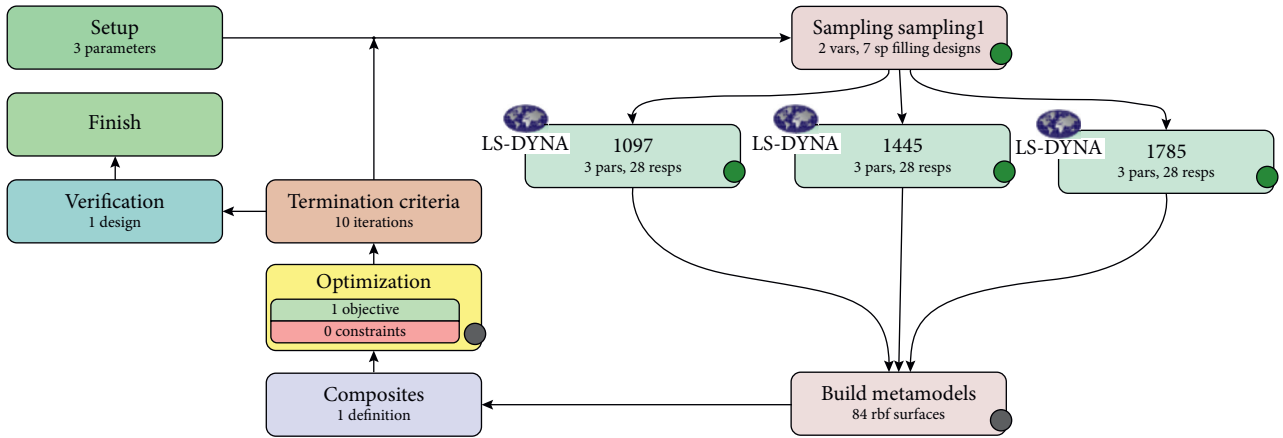 Setup
3 parameters
Sampling sampling1
2 vars, 7 sp filling designs
Finish
LS-DYNA
1097
3 pars, 28 resps
LS-DYNA
1445
3 pars, 28 resps
LS-DYNA
1785
3 pars, 28 resps
Verification
1 design
Termination criteria
10 iterations
Optimization
1 objective
0 constraints
Composites
1 definition
Build metamodels
84 rbf surfaces